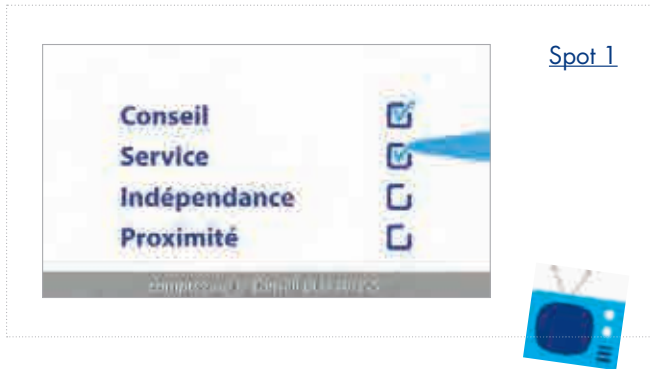 Spot 1
Conseil
Service
Indépendance
Proximité